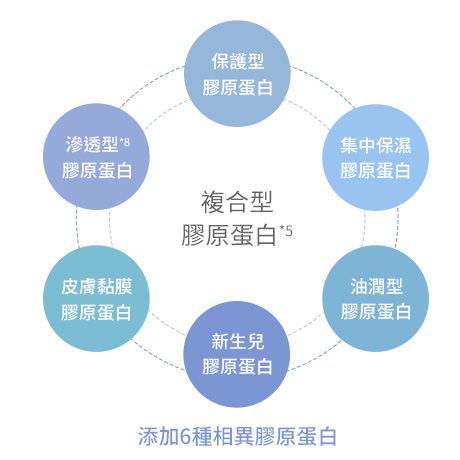 保護型
膠原蛋白
滲透型*8
膠原蛋白
集中保濕
膠原蛋白
複合型
膠原蛋白*5
皮膚黏膜
膠原蛋白
油潤型
膠原蛋白
新生兒
膠原蛋白
添加6種相異膠原蛋白